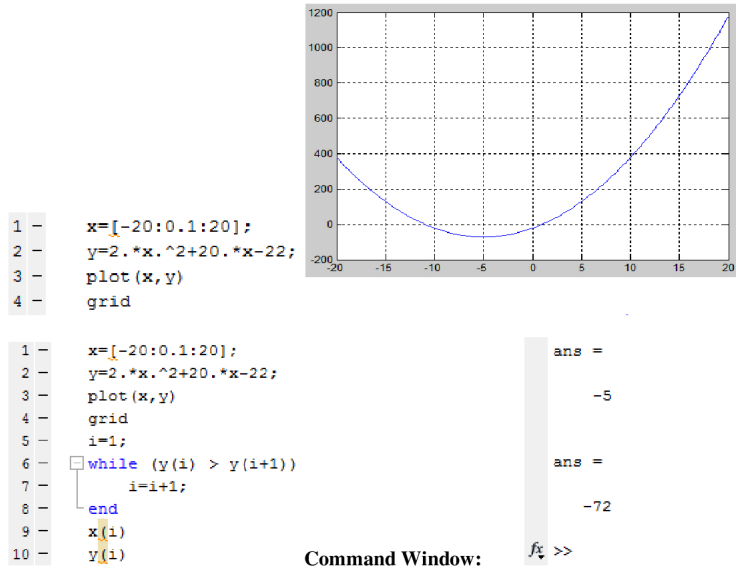 1200
1000
800
600
400
200
0
-200
-20 -15 -10 -5 0 5 10 15 20
1 - x=[-20:0.1:20];
2 - y=2.*x.^2+20.*x-22;
3 - plot(x,y)
4 - grid
1 - x=[-20:0.1:20];
2 - y=2.*x.^2+20.*x-22;
3 - plot(x,y)
4 - grid
5 - i=1;
6 - while (y(i) > y(i+1))
7 - i=i+1;
8 - end
9 - x(i)
10 - y(i)
Command Window:
ans =
-5
ans =
-72
fx >>